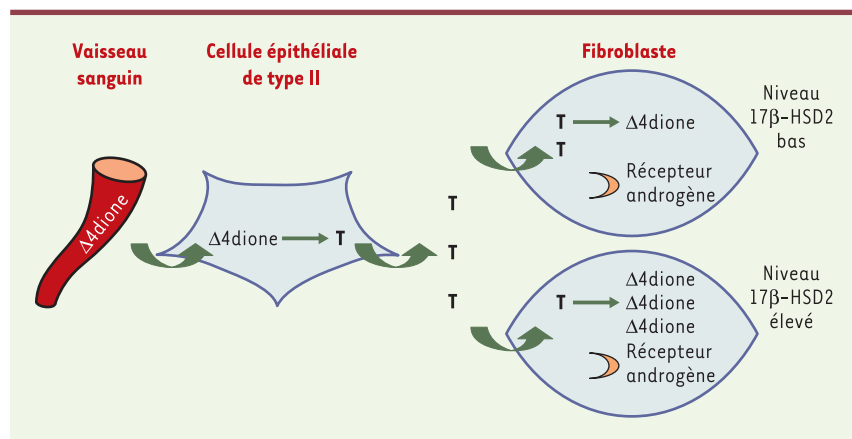 Vaisseau
sanguin
Cellule épithéliale
de type II
Fibroblaste
Δ4dione
Δ4dione
T
T
T
T
T
Δ4dione
T
Récepteur
androgène
Niveau
17β-HSD2
bas
Δ4dione
T
Δ4dione
Δ4dione
Récepteur
androgène
Niveau
17β-HSD2
élevé